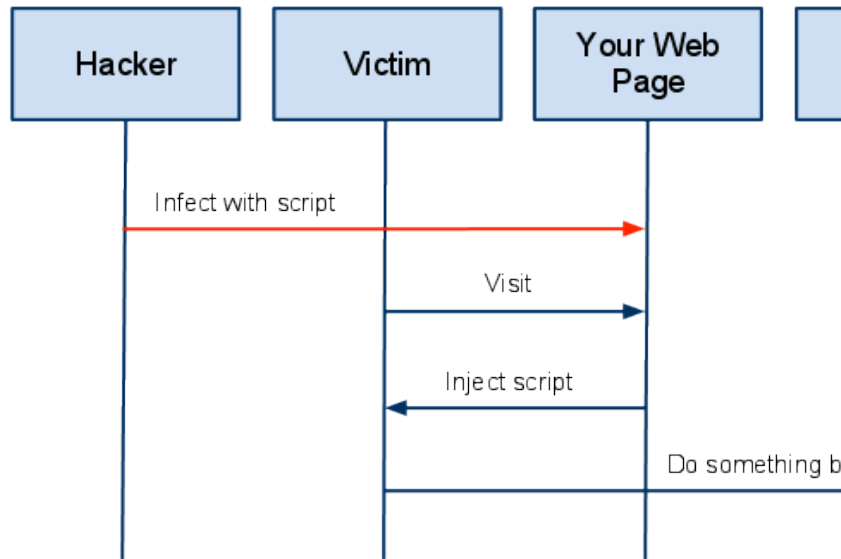 Hacker
Victim
Your Web
Page
Infect with script
Visit
Inject script
Do something b